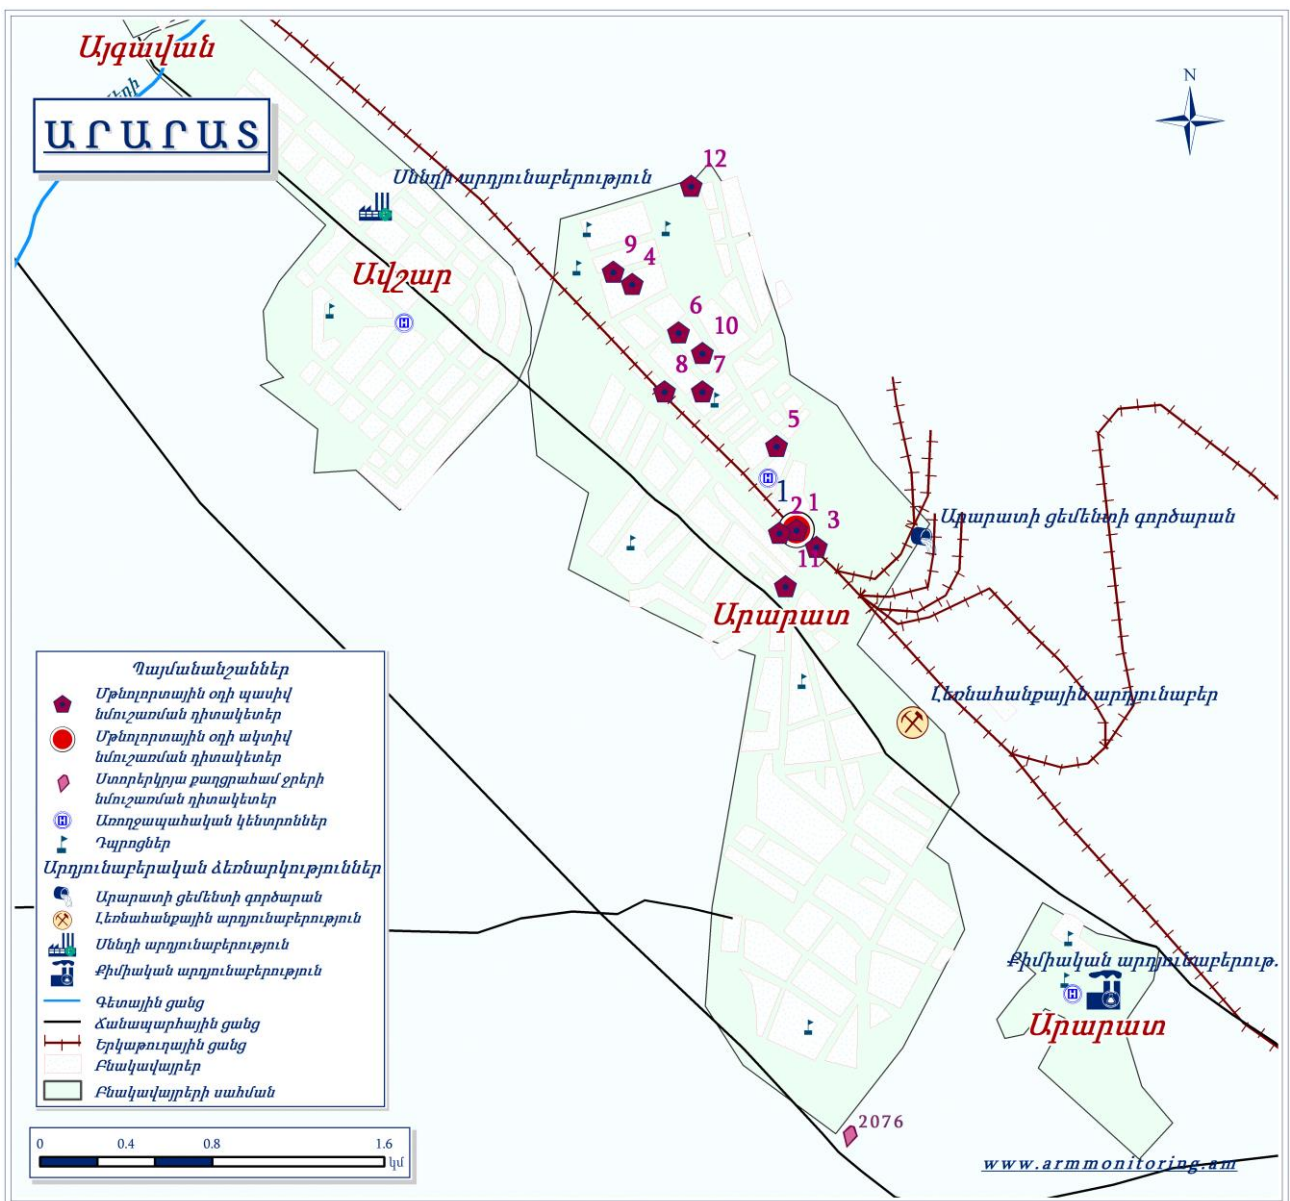 Այգավան
ԱՐԱՐԱՏ
N
12
Սննդի արդյունաբերություն
9
4
Ավշար
6
10
8
7
5
1
2
1
3
Արարատի ցեմենտի գործարան
11
Արարատ
Լեռնահանքային արդյունաբեր
Պայմանանշաններ
Մթնոլորտային օդի պասիվ
նմուշառման դիտակետեր
Մթնոլորտային օդի ակտիվ
նմուշառման դիտակետեր
Ստորերկրյա քաղցրահամ ջրերի
նմուշառման դիտակետեր
Առողջապահական կենտրոններ
Դպրոցներ
Արդյունաբերական ձեռնարկություններ
Արարատի ցեմենտի գործարան
Լեռնահանքային արդյունաբերություն
Սննդի արդյունաբերություն
Քիմիական արդյունաբերություն
Գետային ցանց
Ճանապարհային ցանց
Երկաթուղային ցանց
Բնակավայրեր
Բնակավայրերի սահման
Քիմիական արդյունաբերութ.
Արարատ
2076
0 0.4 0.8 1.6
կմ
www.armmonitoring.am